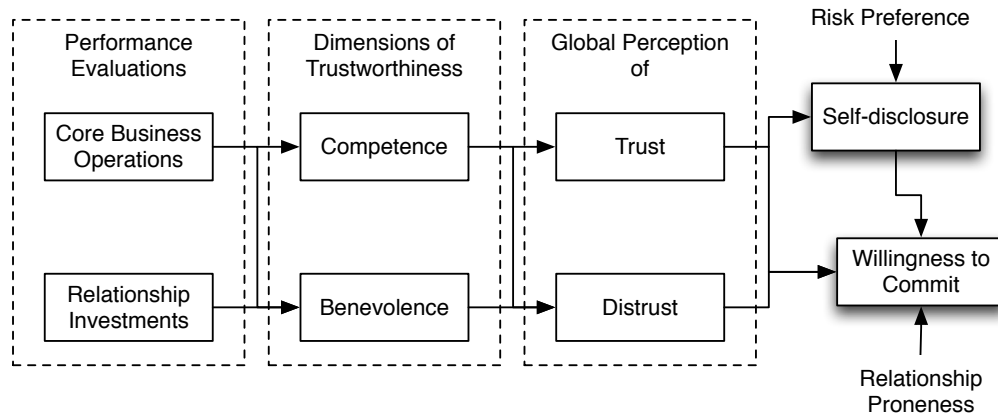 Performance
Evaluations
Core Business
Operations
Relationship
Investments
Dimensions of
Trustworthiness
Competence
Benevolence
Global Perception
of
Trust
Distrust
Risk Preference
Self-disclosure
Willingness to
Commit
Relationship
Proneness